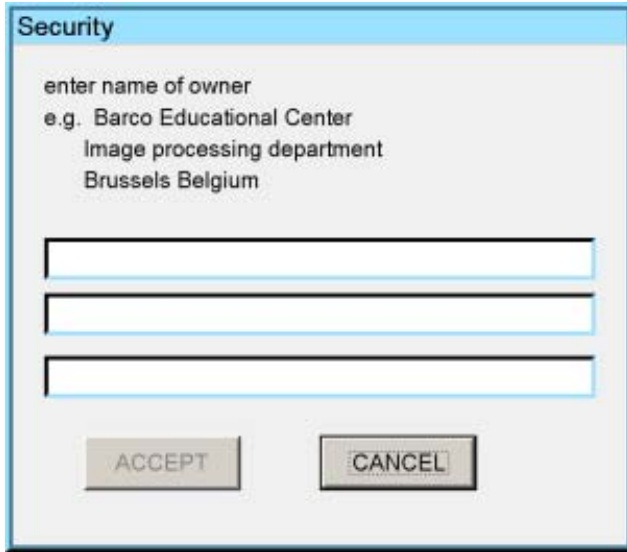 Security
enter name of owner
e.g. Barco Educational Center
Image processing department
Brussels Belgium
ACCEPT
CANCEL